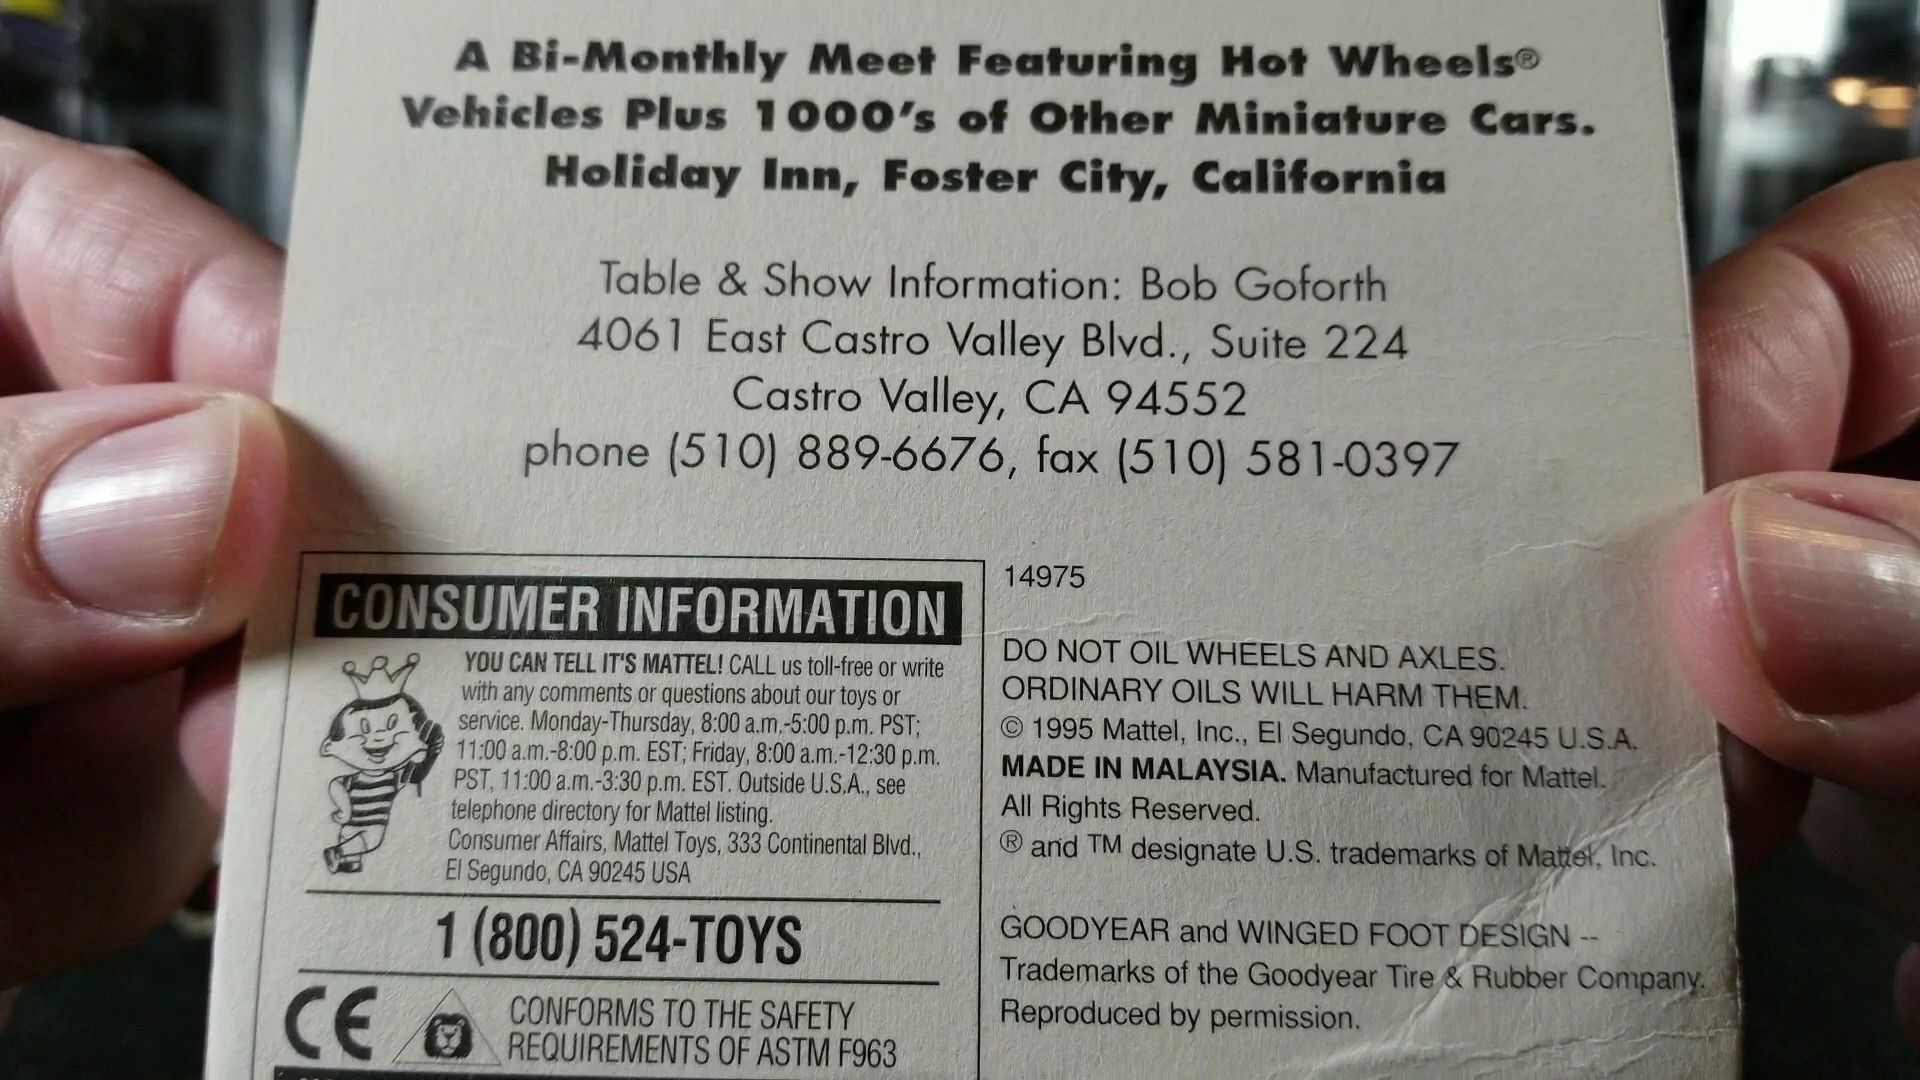 A Bi-Monthly Meet Featuring Hot Wheels®
Vehicles Plus 1000's of Other Miniature Cars.
Holiday Inn, Foster City, California
Table & Show Information: Bob Goforth
4061 East Castro Valley Blvd., Suite 224
Castro Valley, CA 94552
phone (510) 889-6676, fax (510) 581-0397
CONSUMER INFORMATION
YOU CAN TELL IT'S MATTEL! CALL us toll-free or write
with any comments or questions about our toys or
service. Monday-Thursday, 8:00 a.m.-5:00 p.m. PST;
11:00 a.m.-8:00 p.m. EST; Friday, 8:00 a.m.-12:30 p.m.
PST, 11:00 a.m.-3:30 p.m. EST. Outside U.S.A., see
telephone directory for Mattel listing.
Consumer Affairs, Mattel Toys, 333 Continental Blvd.,
El Segundo, CA 90245 USA
1 (800) 524-TOYS
CE
CONFORMS TO THE SAFETY
REQUIREMENTS OF ASTM F963
14975
DO NOT OIL WHEELS AND AXLES.
ORDINARY OILS WILL HARM THEM.
© 1995 Mattel, Inc., El Segundo, CA 90245 U.S.A.
MADE IN MALAYSIA. Manufactured for Mattel.
All Rights Reserved.
® and TM designate U.S. trademarks of Mattel, Inc.
GOODYEAR and WINGED FOOT DESIGN --
Trademarks of the Goodyear Tire & Rubber Company.
Reproduced by permission.